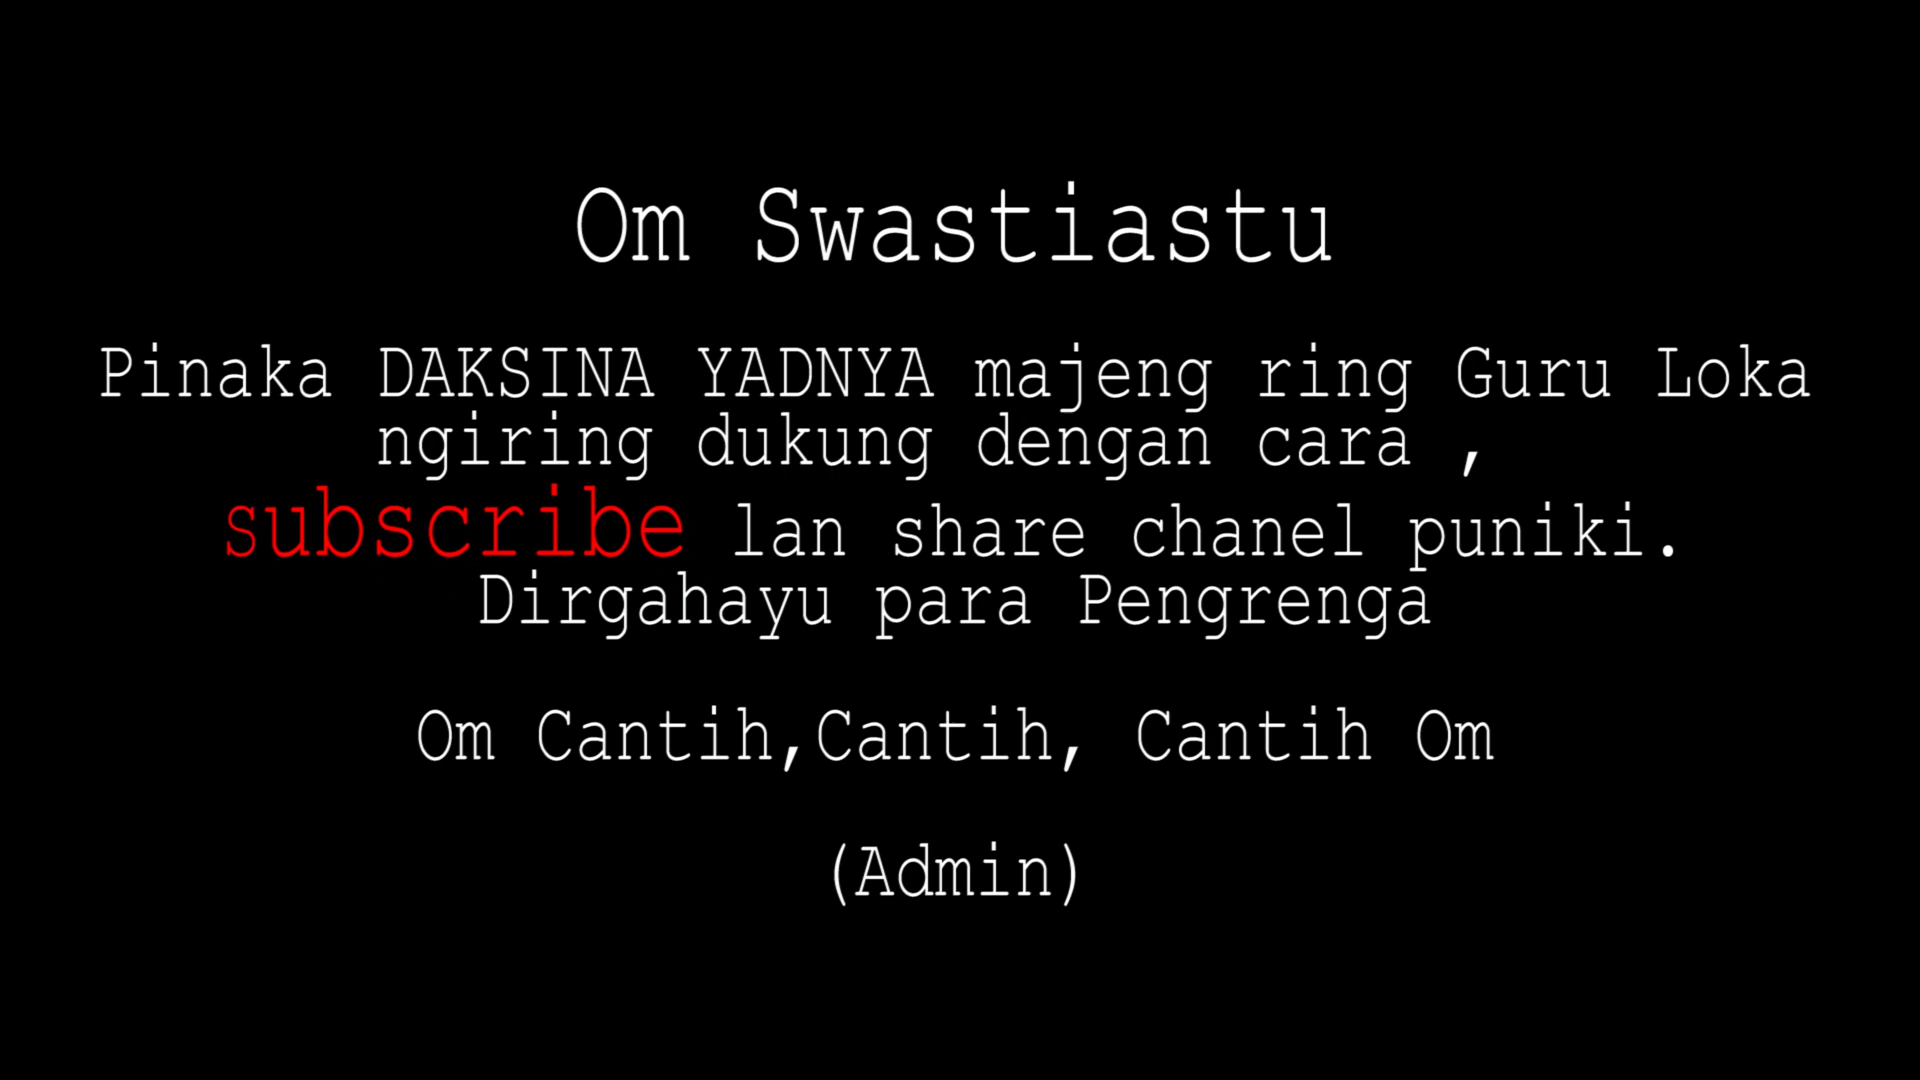 Om Swastiastu
Pinaka DAKSINA YADNYA majeng ring Guru Loka
ngiring dukung dengan cara ,
subscribe lan share chanel puniki.
Dirgahayu para Pengrenga
Om Cantih,Cantih, Cantih Om
(Admin)